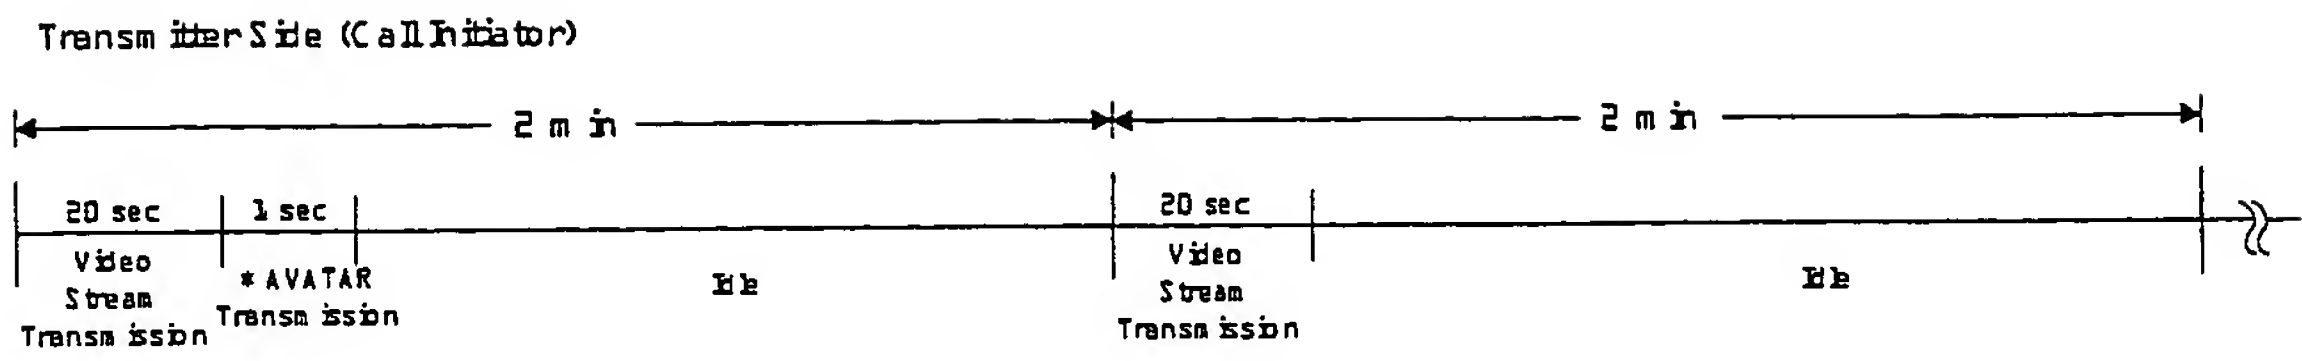 Transmitter Side (Call Initiator)
2 min
2 min
20 sec
1 sec
20 sec
Video
Stream
Transmission
* AVATAR
Transmission
Idle
Video
Stream
Transmission
Idle